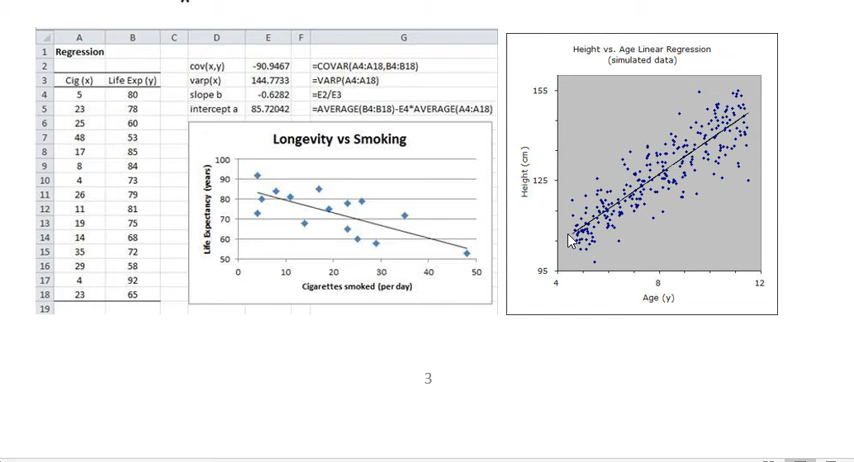 A B C D E F G
1 Regression
2 cov(x,y) -90.9467 =COVAR(A4:A18,B4:B18)
3 Cig (x) Life Exp (y) varp(x) 144.7733 =VARP(A4:A18)
4 5 80 slope b -0.6282 =E2/E3
5 23 78 intercept a 85.72042 =AVERAGE(B4:B18)-E4*AVERAGE(A4:A18)
6 25 60
7 48 53
8 17 85
9 8 84
10 4 73
11 26 79
12 11 81
13 19 75
14 14 68
15 35 72
16 29 58
17 4 92
18 23 65
19
Longevity vs Smoking
Life Expectancy (years)
100
90
80
70
60
50
0 10 20 30 40 50
Cigarettes smoked (per day)
Height vs. Age Linear Regression
(simulated data)
Height (cm)
155
125
95
4 8 12
Age (y)
3